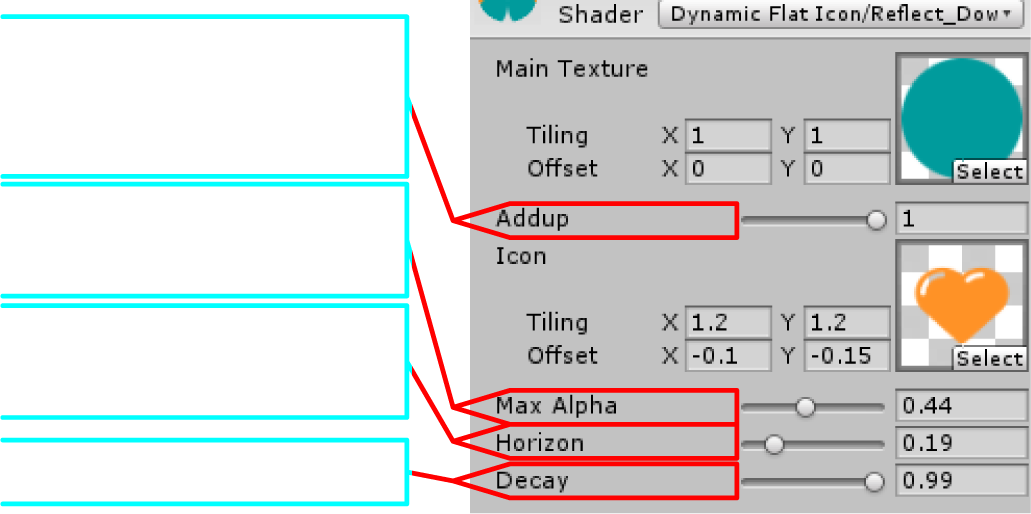 Shader Dynamic Flat Icon/Reflect_Dow
Main Texture
Tiling X 1 Y 1
Offset X 0 Y 0
Select
Addup 1
Icon
Tiling X 1.2 Y 1.2
Offset X -0.1 Y -0.15
Select
Max Alpha 0.44
Horizon 0.19
Decay 0.99